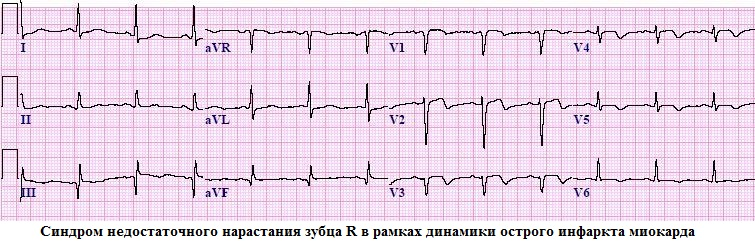 I aVR V1 V4
II aVL V2 V5
III aVF V3 V6
Синдром недостаточного нарастания зубца R в рамках динамики острого инфаркта миокарда